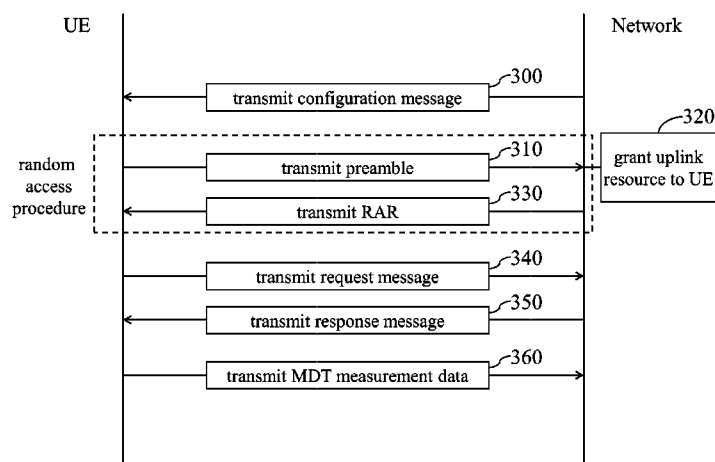 UE
Network
300
transmit configuration message
320
grant uplink
resource to UE
random
access
procedure
310
transmit preamble
330
transmit RAR
340
transmit request message
350
transmit response message
360
transmit MDT measurement data